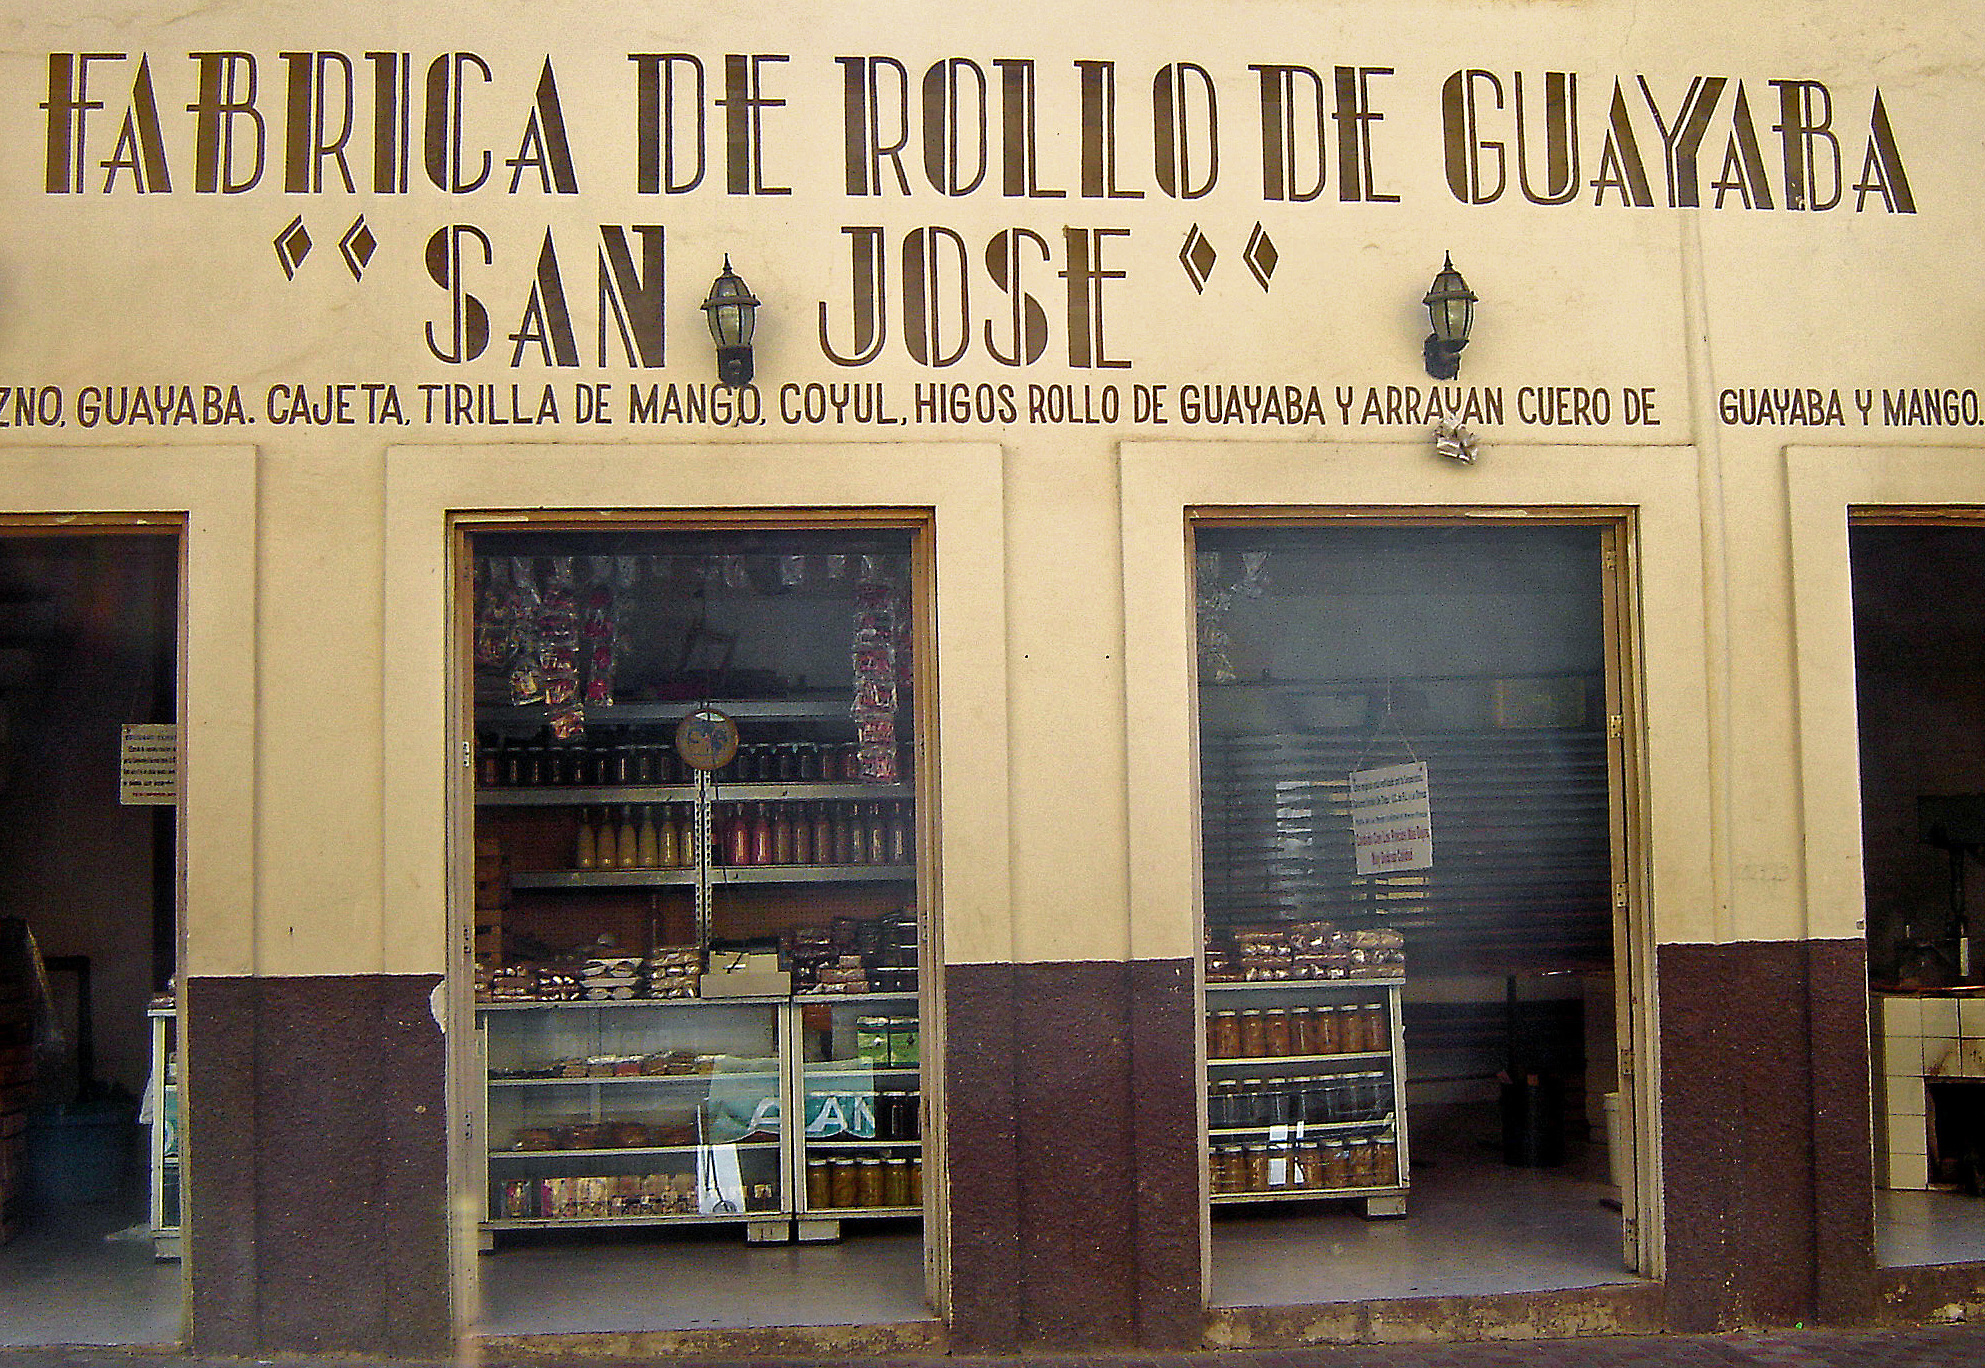 FABRICA DE ROLLO DE GUAYABA
"SAN JOSE"
ZNO, GUAYABA. CAJETA, TIRILLA DE MANGO, COYUL, HIGOS ROLLO DE GUAYABA Y ARRAYAN CUERO DE GUAYABA Y MANGO.